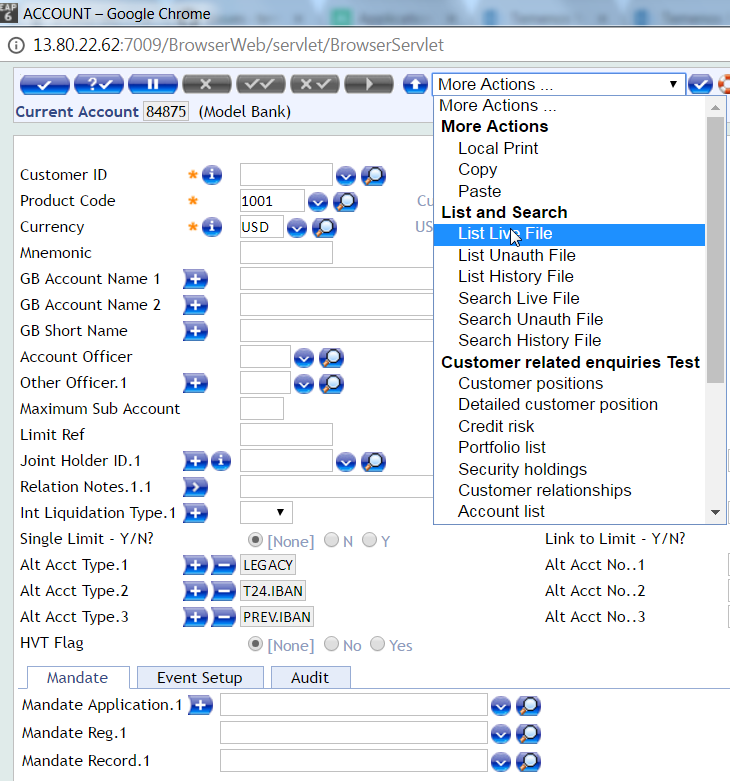 EAP
6
ACCOUNT – Google Chrome
13.80.22.62:7009/BrowserWeb/servlet/BrowserServlet
More Actions ...
Current Account 84875 (Model Bank)
More Actions ...
More Actions
Local Print
Copy
Paste
List and Search
List Live File
List Unauth File
List History File
Search Live File
Search Unauth File
Search History File
Customer related enquiries Test
Customer positions
Detailed customer position
Credit risk
Portfolio list
Security holdings
Customer relationships
Account list
Customer ID *
Product Code * 1001 Cu
Currency * USD US
Mnemonic
GB Account Name 1
GB Account Name 2
GB Short Name
Account Officer
Other Officer.1
Maximum Sub Account
Limit Ref
Joint Holder ID.1
Relation Notes.1.1
Int Liquidation Type.1
Single Limit - Y/N? [None] N Y Link to Limit - Y/N?
Alt Acct Type.1 LEGACY Alt Acct No..1
Alt Acct Type.2 T24.IBAN Alt Acct No..2
Alt Acct Type.3 PREV.IBAN Alt Acct No..3
HVT Flag [None] No Yes
Mandate Event Setup Audit
Mandate Application.1
Mandate Reg.1
Mandate Record.1